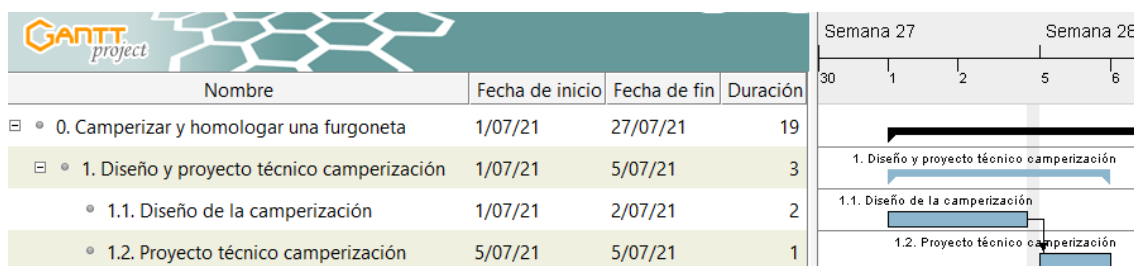 GANTT
project
Semana 27 Semana 28
30 1 2 5 6
Nombre Fecha de inicio Fecha de fin Duración
0. Camperizar y homologar una furgoneta 1/07/21 27/07/21 19
1. Diseño y proyecto técnico camperización 1/07/21 5/07/21 3
1. Diseño y proyecto técnico camperización
1.1. Diseño de la camperización 1/07/21 2/07/21 2
1.1. Diseño de la camperización
1.2. Proyecto técnico camperización 5/07/21 5/07/21 1
1.2. Proyecto técnico camperización